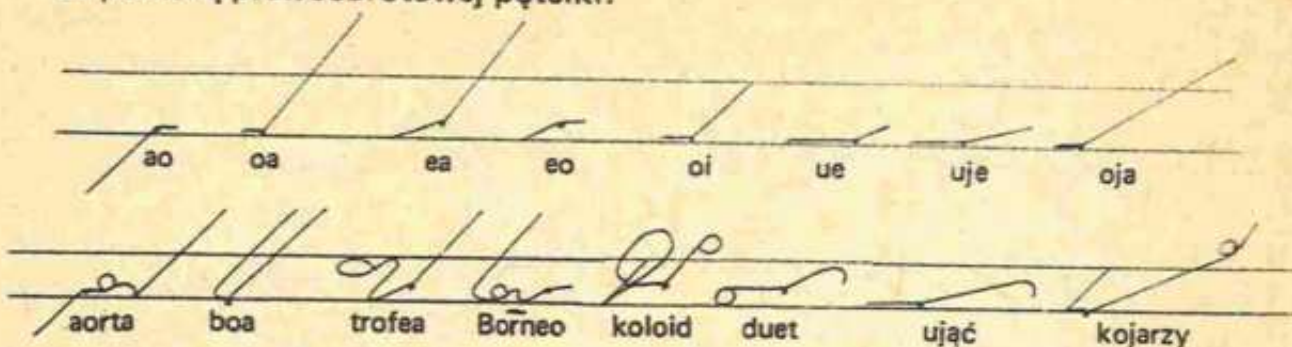 ao oa ea eo oi ue uje oja
aorta boa trofea Borneo koloid duet ująć kojarzy